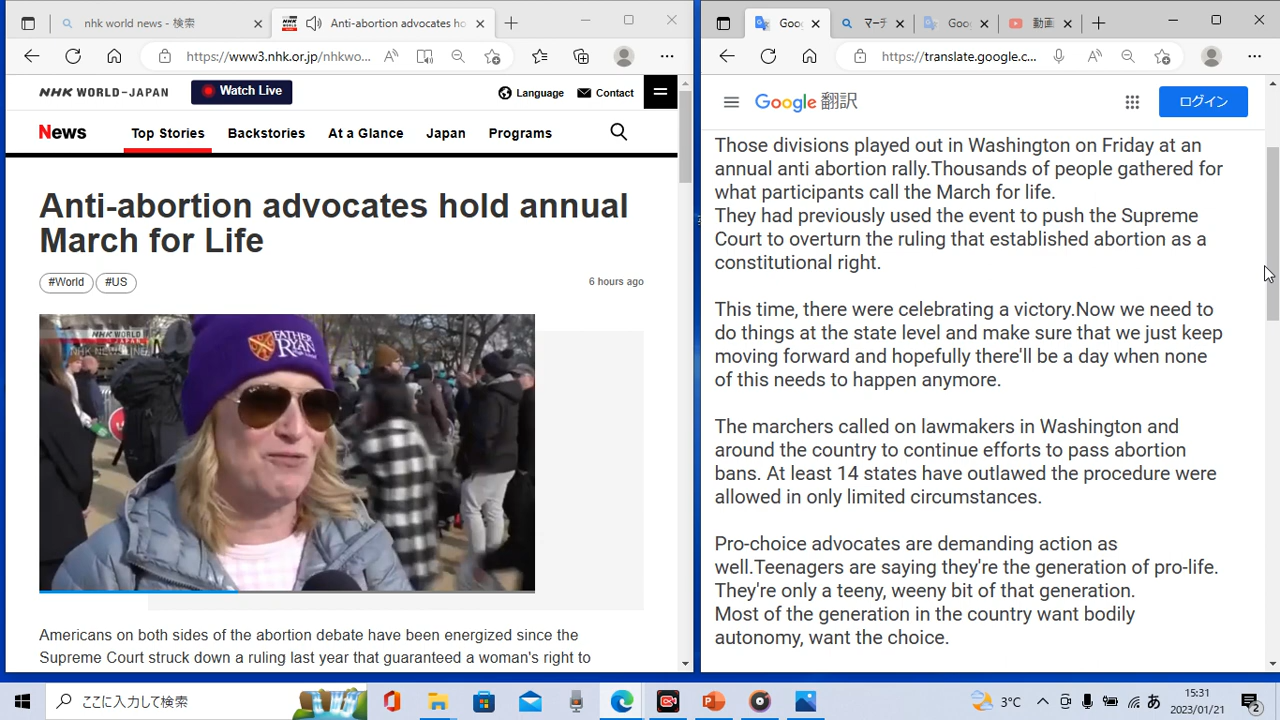 nhk world news - 検索
Anti-abortion advocates ho
https://www3.nhk.or.jp/nhkwo...
NHK WORLD-JAPAN
Watch Live
Language
Contact
News
Top Stories
Backstories
At a Glance
Japan
Programs
Anti-abortion advocates hold annual
March for Life
#World
#US
6 hours ago
NHK WORLD
JAPAN
NHK NEWSLINE
FATHER
RYAN
Americans on both sides of the abortion debate have been energized since the
Supreme Court struck down a ruling last year that guaranteed a woman's right to
Goo
マーチ
Goo
動画
https://translate.google.c...
Google 翻訳
ログイン
Those divisions played out in Washington on Friday at an
annual anti abortion rally.Thousands of people gathered for
what participants call the March for life.
They had previously used the event to push the Supreme
Court to overturn the ruling that established abortion as a
constitutional right.
This time, there were celebrating a victory.Now we need to
do things at the state level and make sure that we just keep
moving forward and hopefully there'll be a day when none
of this needs to happen anymore.
The marchers called on lawmakers in Washington and
around the country to continue efforts to pass abortion
bans. At least 14 states have outlawed the procedure were
allowed in only limited circumstances.
Pro-choice advocates are demanding action as
well.Teenagers are saying they're the generation of pro-life.
They're only a teeny, weeny bit of that generation.
Most of the generation in the country want bodily
autonomy, want the choice.
ここに入力して検索
3°C
あ
5:31
2023/01/21
2